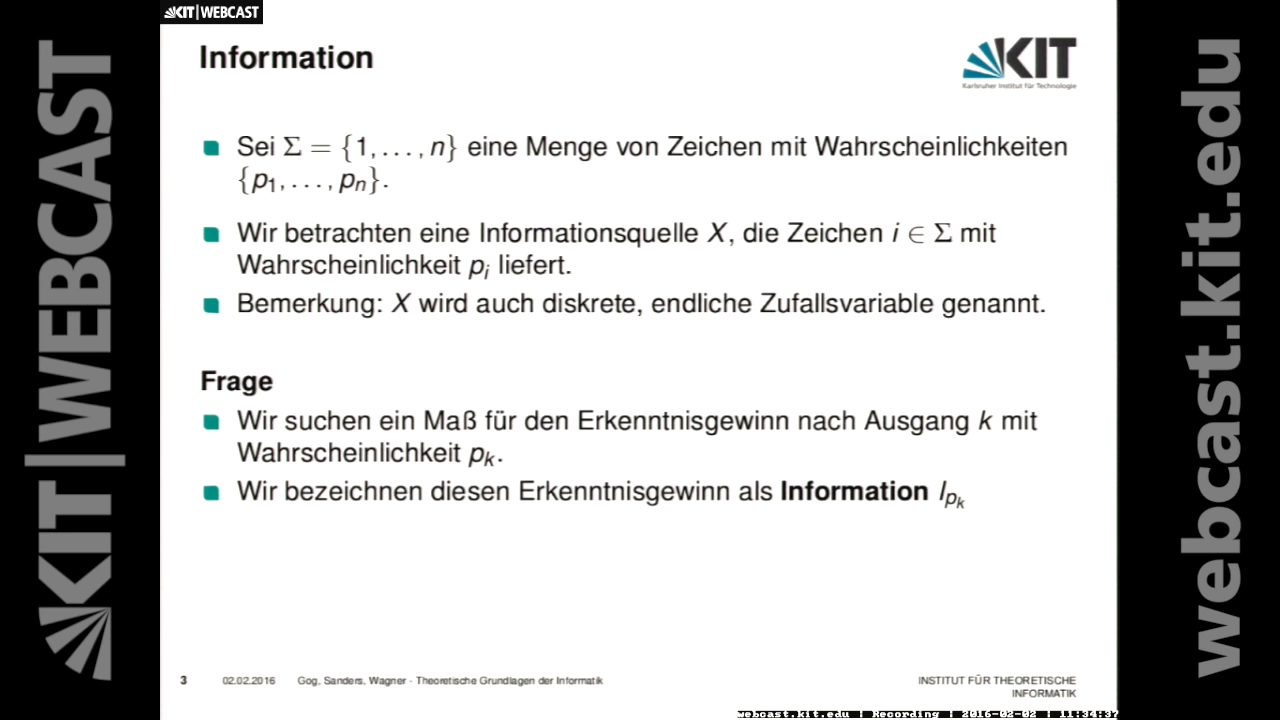 KIT|WEBCAST
Information
KIT
Karlsruher Institut für Technologie
Sei Σ = {1, . . . , n} eine Menge von Zeichen mit Wahrscheinlichkeiten
{p₁, . . . , pₙ}.
Wir betrachten eine Informationsquelle X, die Zeichen i ∈ Σ mit
Wahrscheinlichkeit pᵢ liefert.
Bemerkung: X wird auch diskrete, endliche Zufallsvariable genannt.
Frage
Wir suchen ein Maß für den Erkenntnisgewinn nach Ausgang k mit
Wahrscheinlichkeit pₖ.
Wir bezeichnen diesen Erkenntnisgewinn als Information I_{pₖ}
3 02.02.2016 Gog, Sanders, Wagner - Theoretische Grundlagen der Informatik
INSTITUT FÜR THEORETISCHE
INFORMATIK
KIT|WEBCAST
webcast.kit.edu
webcast.kit.edu | Recording | 2016-02-02 | 11:34:37